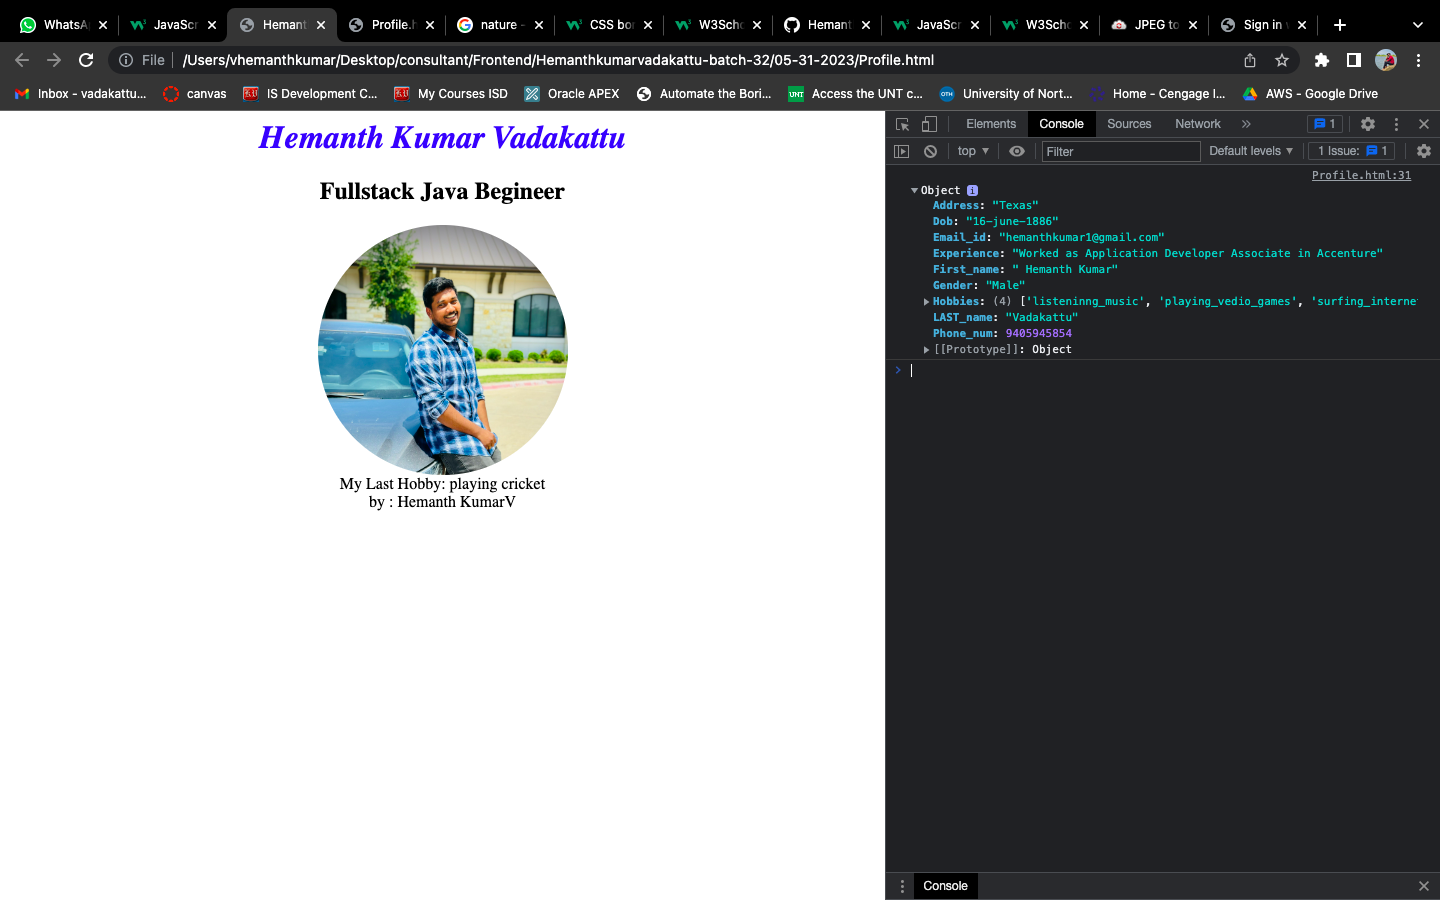 WhatsA
JavaScr
Hemant
Profile.h
nature -
CSS bor
W3Scho
Hemant
JavaScr
W3Scho
JPEG to
Sign in
File
/Users/vhemanthkumar/Desktop/consultant/Frontend/Hemanthkumarvadakattu-batch-32/05-31-2023/Profile.html
Inbox - vadakattu...
canvas
IS Development C...
My Courses ISD
Oracle APEX
Automate the Bori...
UNT
Access the UNT c...
OTH
University of Nort...
Home - Cengage I...
AWS - Google Drive
Hemanth Kumar Vadakattu
Fullstack Java Begineer
My Last Hobby: playing cricket
by : Hemanth KumarV
Elements
Console
Sources
Network
1
top
Filter
Default levels
1 Issue: 1
Profile.html:31
Object i
Address: "Texas"
Dob: "16-june-1886"
Email_id: "hemanthkumar1@gmail.com"
Experience: "Worked as Application Developer Associate in Accenture"
First_name: " Hemanth Kumar"
Gender: "Male"
Hobbies: (4) ['listeninng_music', 'playing_vedio_games', 'surfing_interne
LAST_name: "Vadakattu"
Phone_num: 9405945854
[[Prototype]]: Object
Console